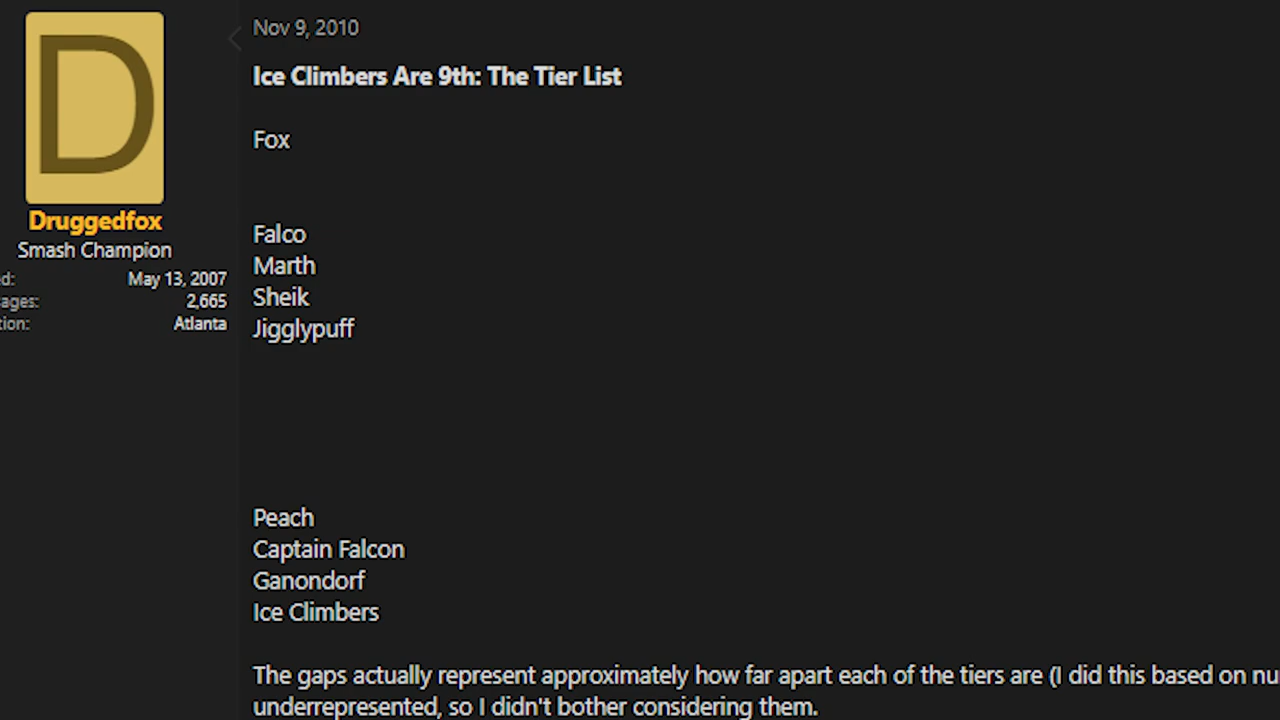 D
Druggedfox
Smash Champion
May 13, 2007
ages: 2,665
Atlanta
Nov 9, 2010
Ice Climbers Are 9th: The Tier List
Fox
Falco
Marth
Sheik
Jigglypuff
Peach
Captain Falcon
Ganondorf
Ice Climbers
The gaps actually represent approximately how far apart each of the tiers are (I did this based on nu
underrepresented, so I didn't bother considering them.